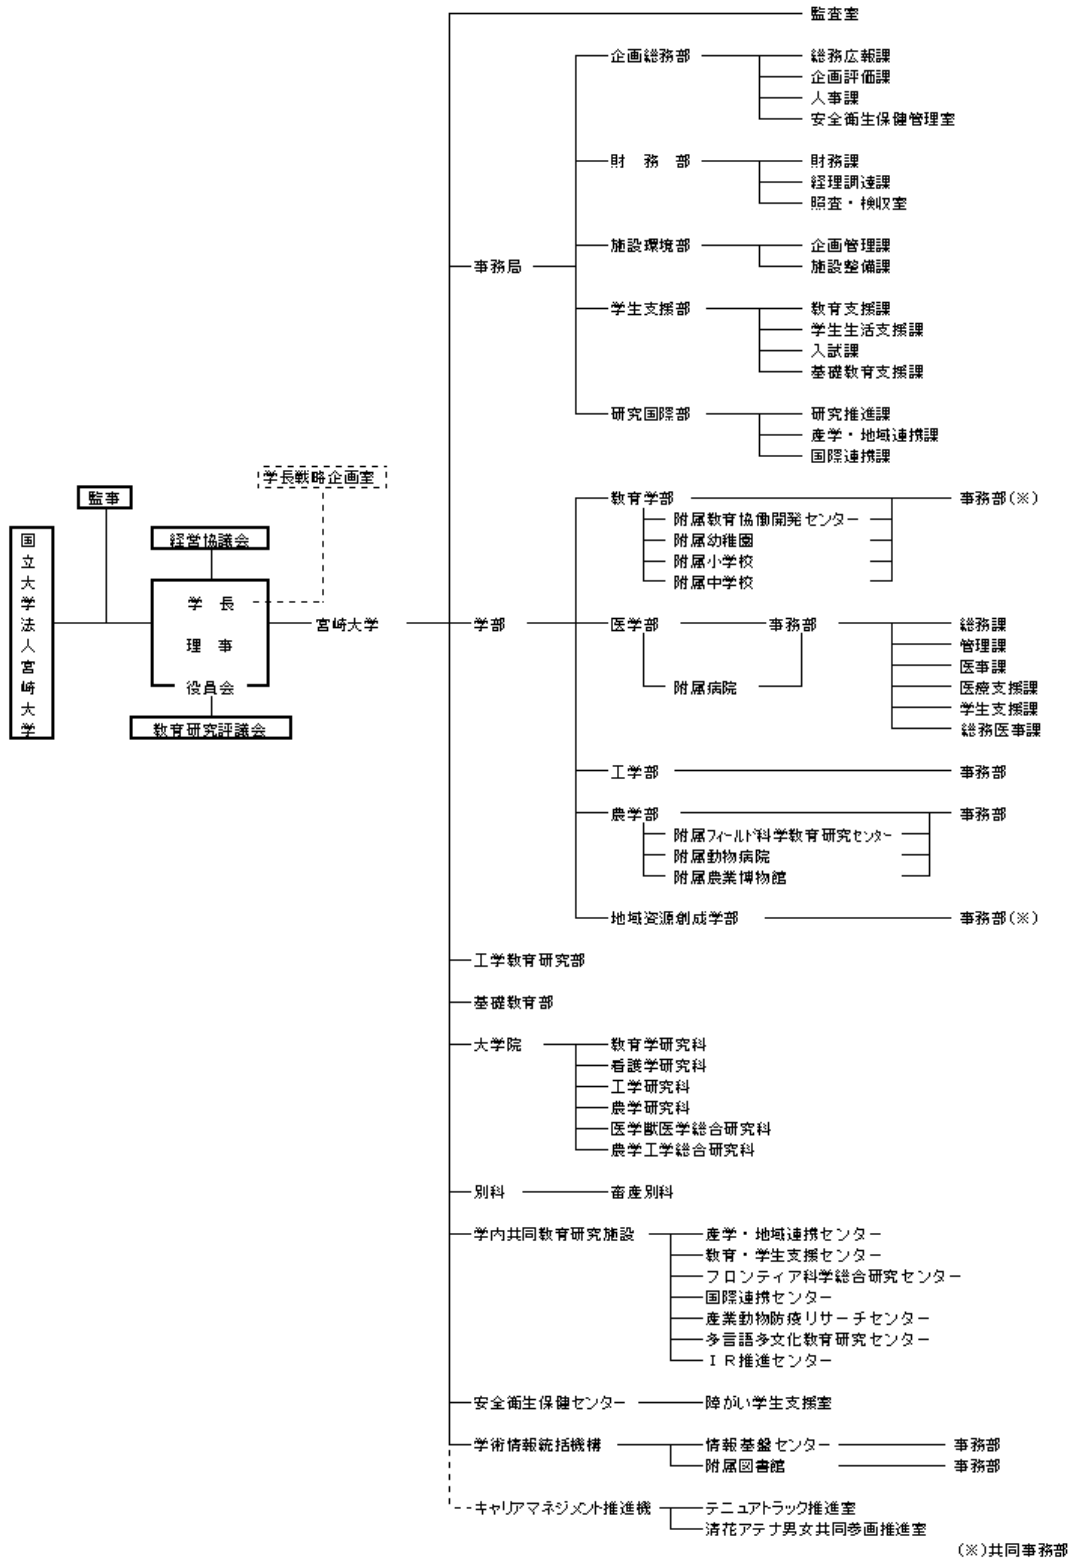 監査室
企画総務部 総務広報課
企画評価課
人事課
安全衛生保健管理室
財 務 部 財務課
経理調達課
照査・検収室
施設環境部 企画管理課
事務局 施設整備課
学生支援部 教育支援課
学生生活支援課
入試課
基礎教育支援課
研究国際部 研究推進課
産学・地域連携課
国際連携課
学長戦略企画室
監事
教育学部 事務部(※)
附属教育協働開発センター
附属幼稚園
附属小学校
附属中学校
国立大学法人宮崎大学
経営協議会
学 長
理 事
役員会
教育研究評議会
宮崎大学 学部 医学部 事務部 総務課
管理課
医事課
附属病院 医療支援課
学生支援課
総務医事課
工学部 事務部
農学部 事務部
附属フィールド科学教育研究センター
附属動物病院
附属農業博物館
地域資源創成学部 事務部(※)
工学教育研究部
基礎教育部
大学院 教育学研究科
看護学研究科
工学研究科
農学研究科
医学獣医学総合研究科
農学工学総合研究科
別科 畜産別科
学内共同教育研究施設 産学・地域連携センター
教育・学生支援センター
フロンティア科学総合研究センター
国際連携センター
産業動物防疫リサーチセンター
多言語多文化教育研究センター
ＩＲ推進センター
安全衛生保健センター 障がい学生支援室
学術情報統括機構 情報基盤センター 事務部
附属図書館 事務部
キャリアマネジメント推進機 テニュアトラック推進室
清花アテナ男女共同参画推進室
(※)共同事務部